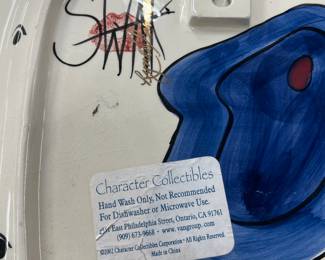 SWAK
Character Collectibles
Hand Wash Only, Not Recommended
For Dishwasher or Microwave Use.
East Philadelphia Street, Ontario, CA 91761
(909) 673-9668 • www.vangroup.com
©2002 Character Collectibles Corporation • All Rights Reserved
Made in China